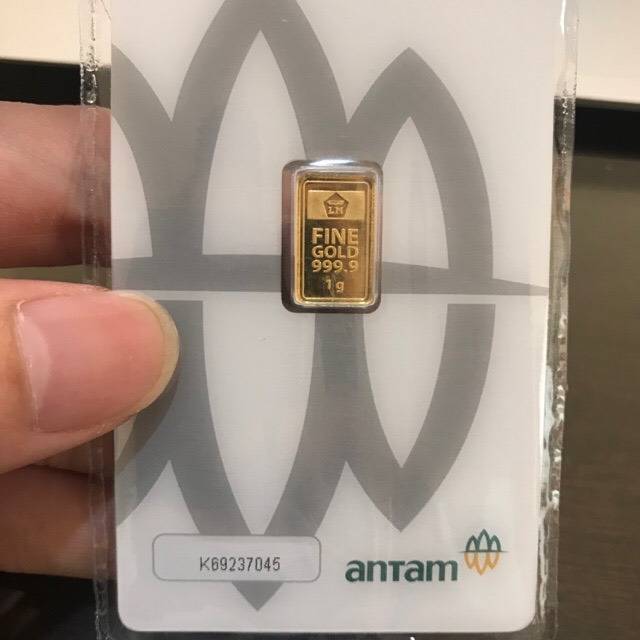 LM
FINE
GOLD
999.9
1g
K69237045
antam